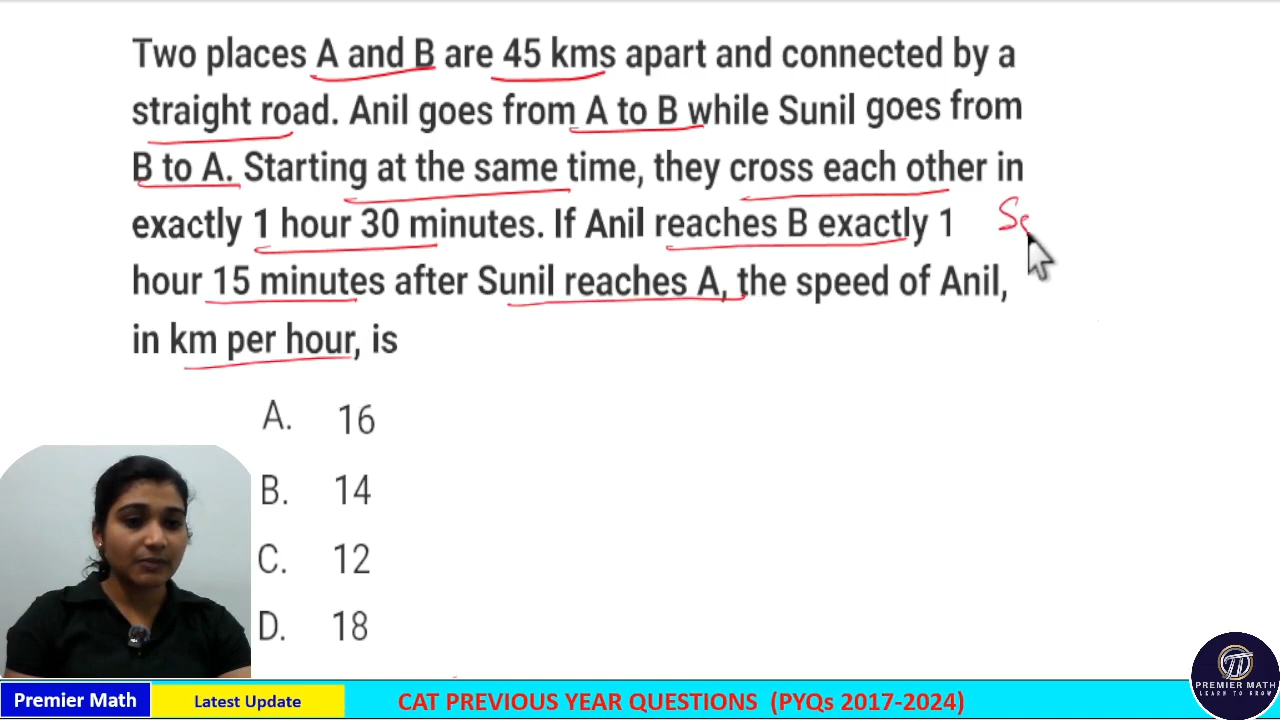 Two places A and B are 45 kms apart and connected by a
straight road. Anil goes from A to B while Sunil goes from
B to A. Starting at the same time, they cross each other in
exactly 1 hour 30 minutes. If Anil reaches B exactly 1
hour 15 minutes after Sunil reaches A, the speed of Anil,
in km per hour, is
A. 16
B. 14
C. 12
D. 18
Premier Math
Latest Update
CAT PREVIOUS YEAR QUESTIONS (PYQs 2017-2024)
PREMIER MATH
LEARN TO GROW